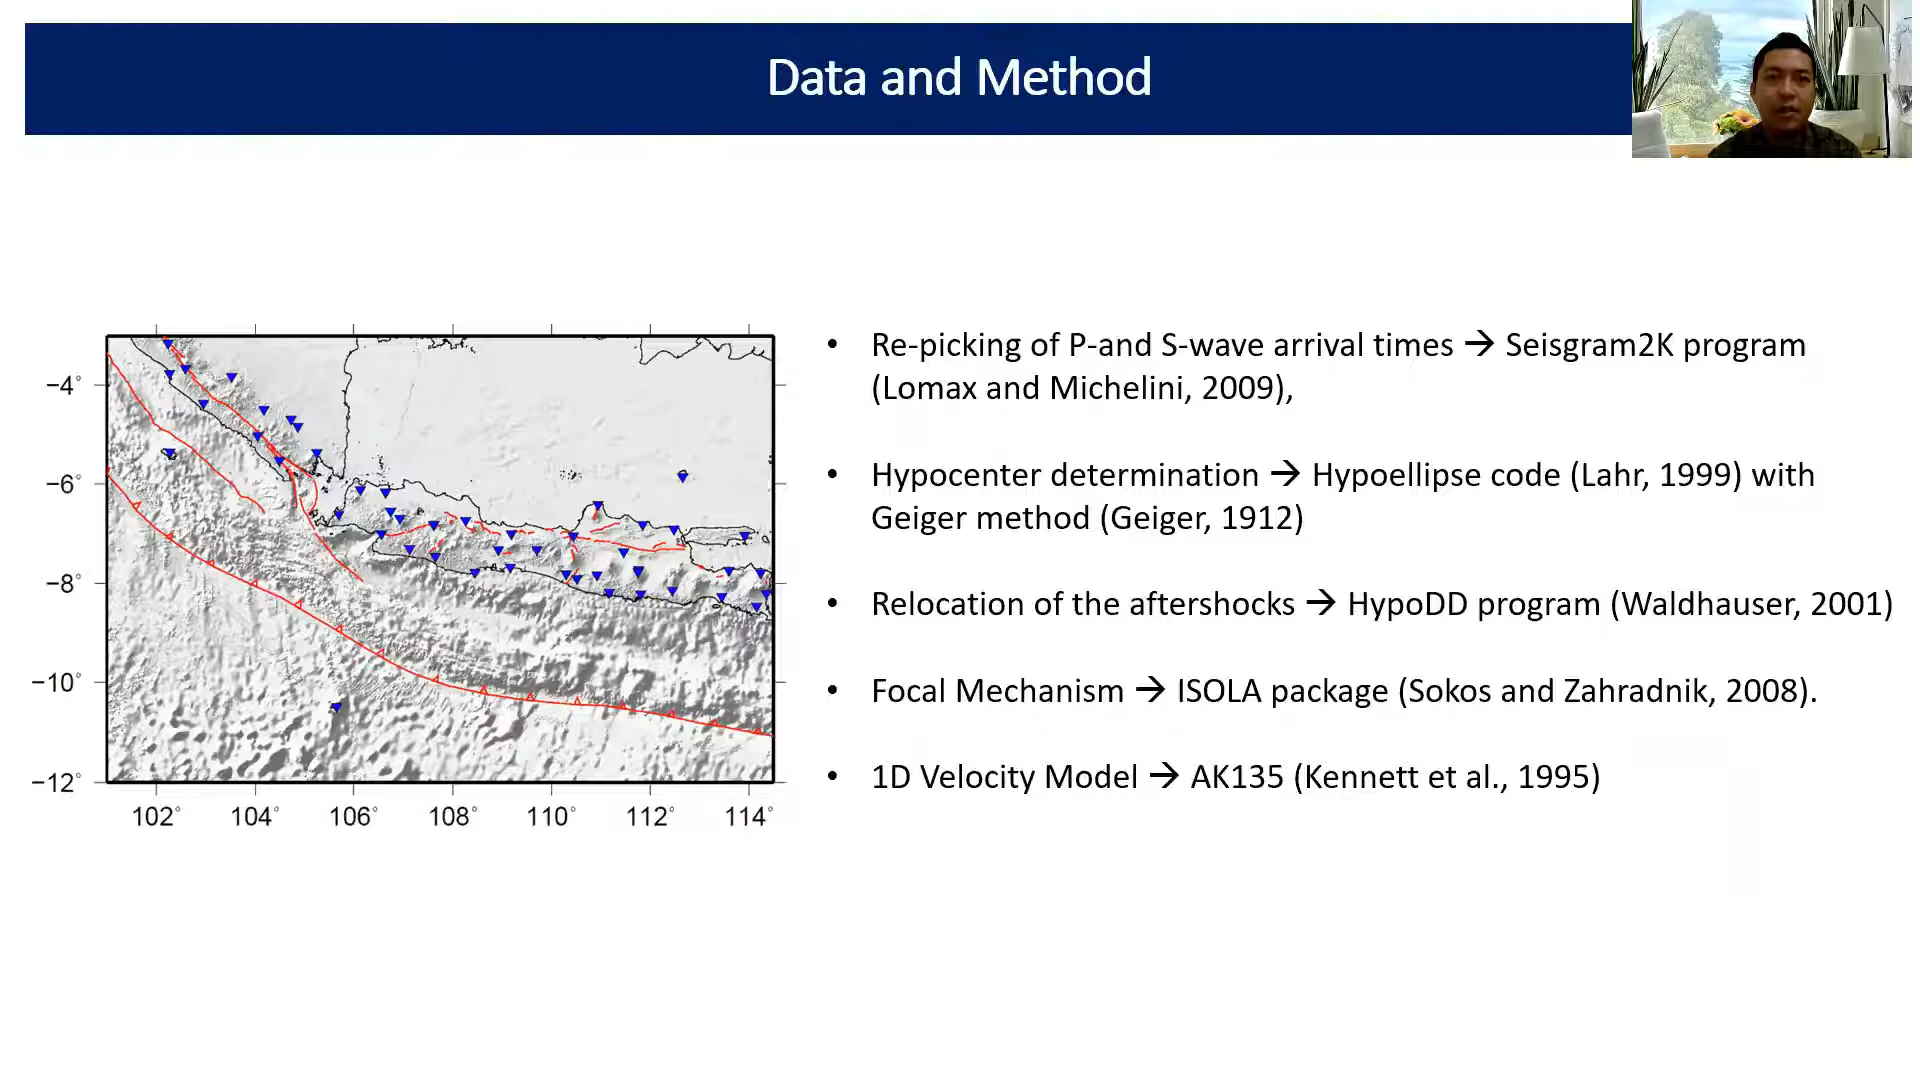 Data and Method
• Re-picking of P-and S-wave arrival times → Seisgram2K program
(Lomax and Michelini, 2009),
• Hypocenter determination → Hypoellipse code (Lahr, 1999) with
Geiger method (Geiger, 1912)
• Relocation of the aftershocks → HypoDD program (Waldhauser, 2001)
• Focal Mechanism → ISOLA package (Sokos and Zahradnik, 2008).
• 1D Velocity Model → AK135 (Kennett et al., 1995)
−4°
−6°
−8°
−10°
−12°
102° 104° 106° 108° 110° 112° 114°